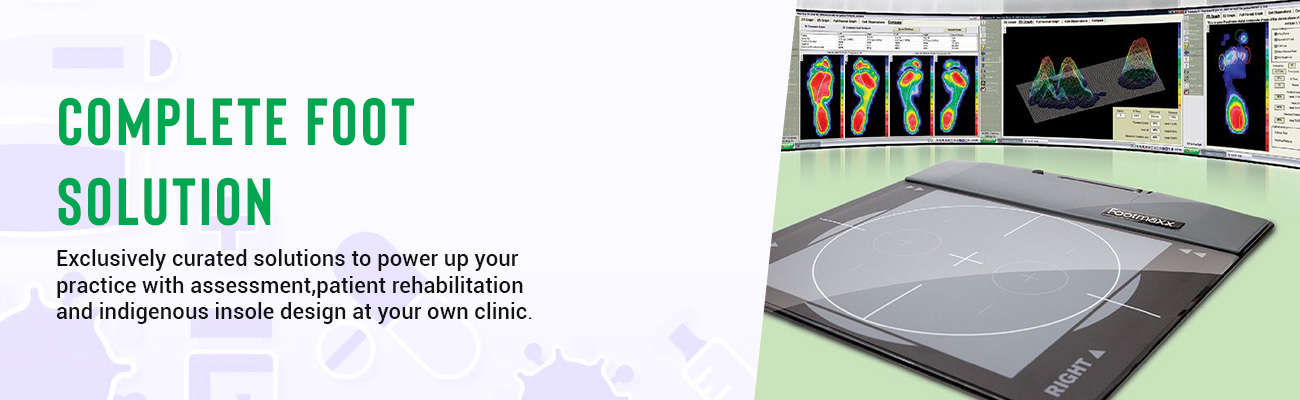 COMPLETE FOOT
SOLUTION
Exclusively curated solutions to power up your
practice with assessment,patient rehabilitation
and indigenous insole design at your own clinic.
Footmaxx
RIGHT